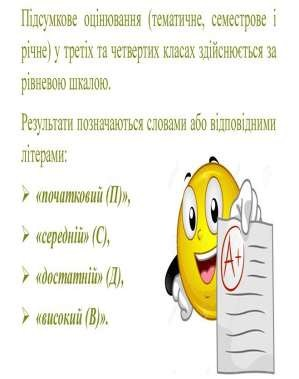 Підсумкове оцінювання (тематичне, семестрове і
річне) у третіх та четвертих класах здійснюється за
рівневою шкалою.
Результати позначаються словами або відповідними
літерами:
➢ «початковий (П)»,
➢ «середній» (С),
➢ «достатній» (Д),
➢ «високий (В)».
A+